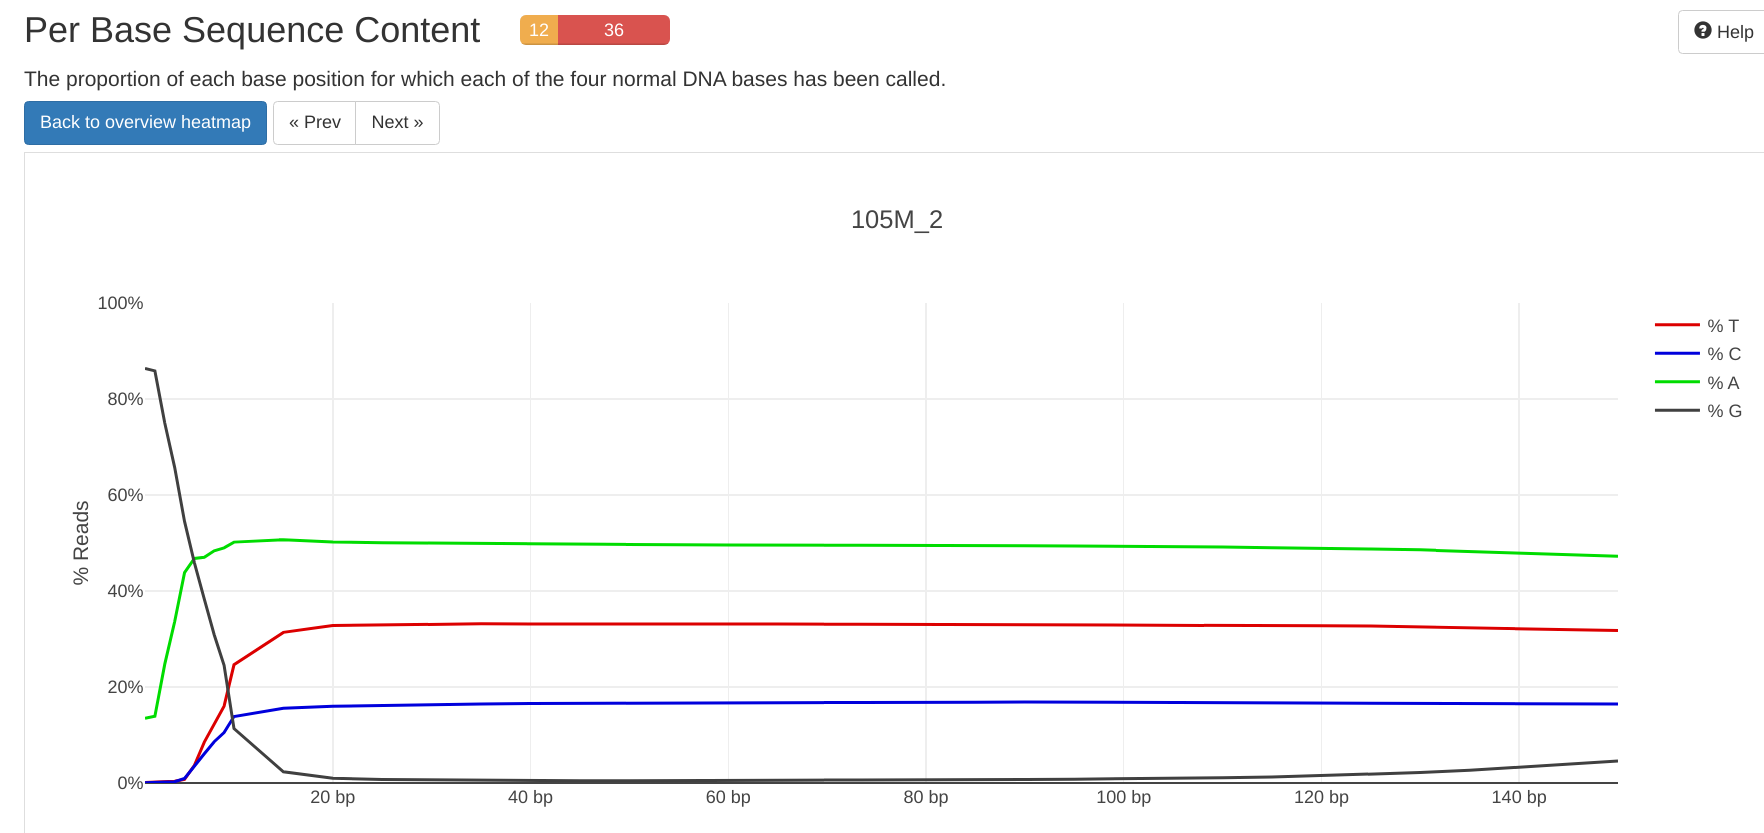 Per Base Sequence Content 12 36
Help
The proportion of each base position for which each of the four normal DNA bases has been called.
Back to overview heatmap « Prev Next »
105M_2
100%
80%
60%
40%
20%
0%
% Reads
20 bp 40 bp 60 bp 80 bp 100 bp 120 bp 140 bp
% T
% C
% A
% G